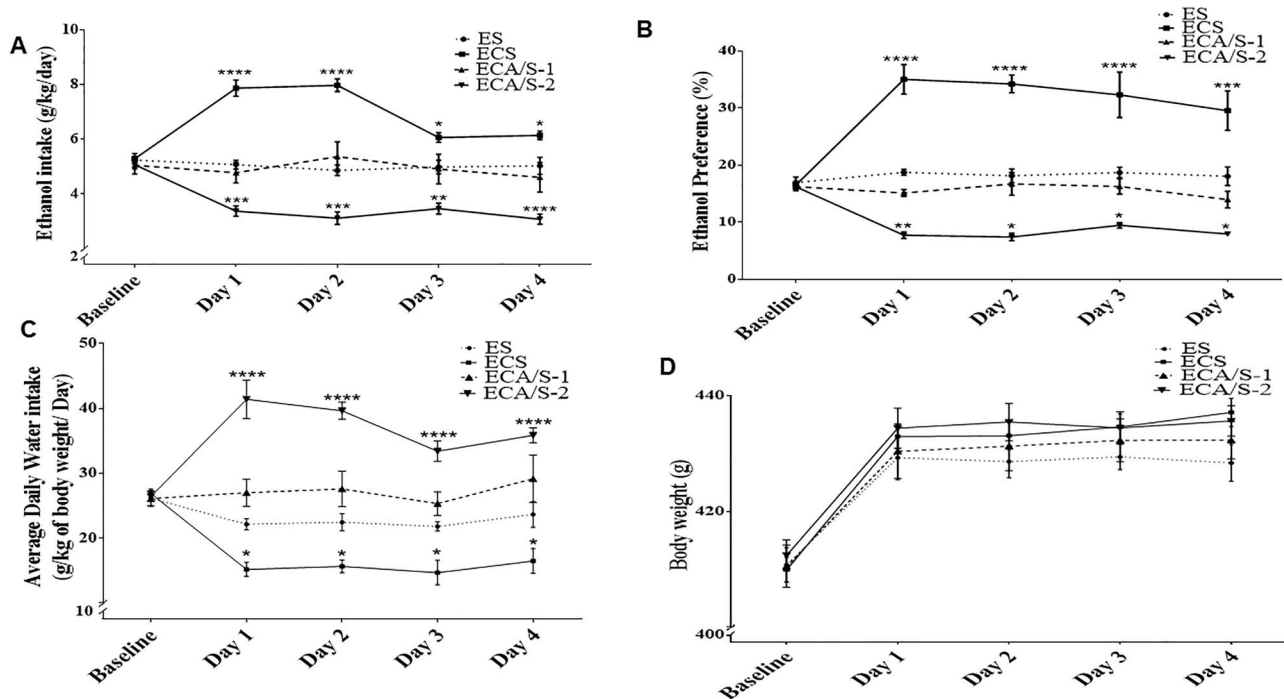 A
Ethanol intake (g/kg/day)
10
8
6
4
2
ES
ECS
ECA/S-1
ECA/S-2
****
****
*
*
***
***
**
****
Baseline
Day 1
Day 2
Day 3
Day 4
B
Ethanol Preference (%)
40
30
20
10
0
ES
ECS
ECA/S-1
ECA/S-2
****
****
****
***
**
*
*
*
Baseline
Day 1
Day 2
Day 3
Day 4
C
Average Daily Water intake
(g/kg of body weight/ Day)
50
40
30
20
10
ES
ECS
ECA/S-1
ECA/S-2
****
****
****
****
*
*
*
*
Baseline
Day 1
Day 2
Day 3
Day 4
D
Body weight (g)
440
420
400
ES
ECS
ECA/S-1
ECA/S-2
Baseline
Day 1
Day 2
Day 3
Day 4